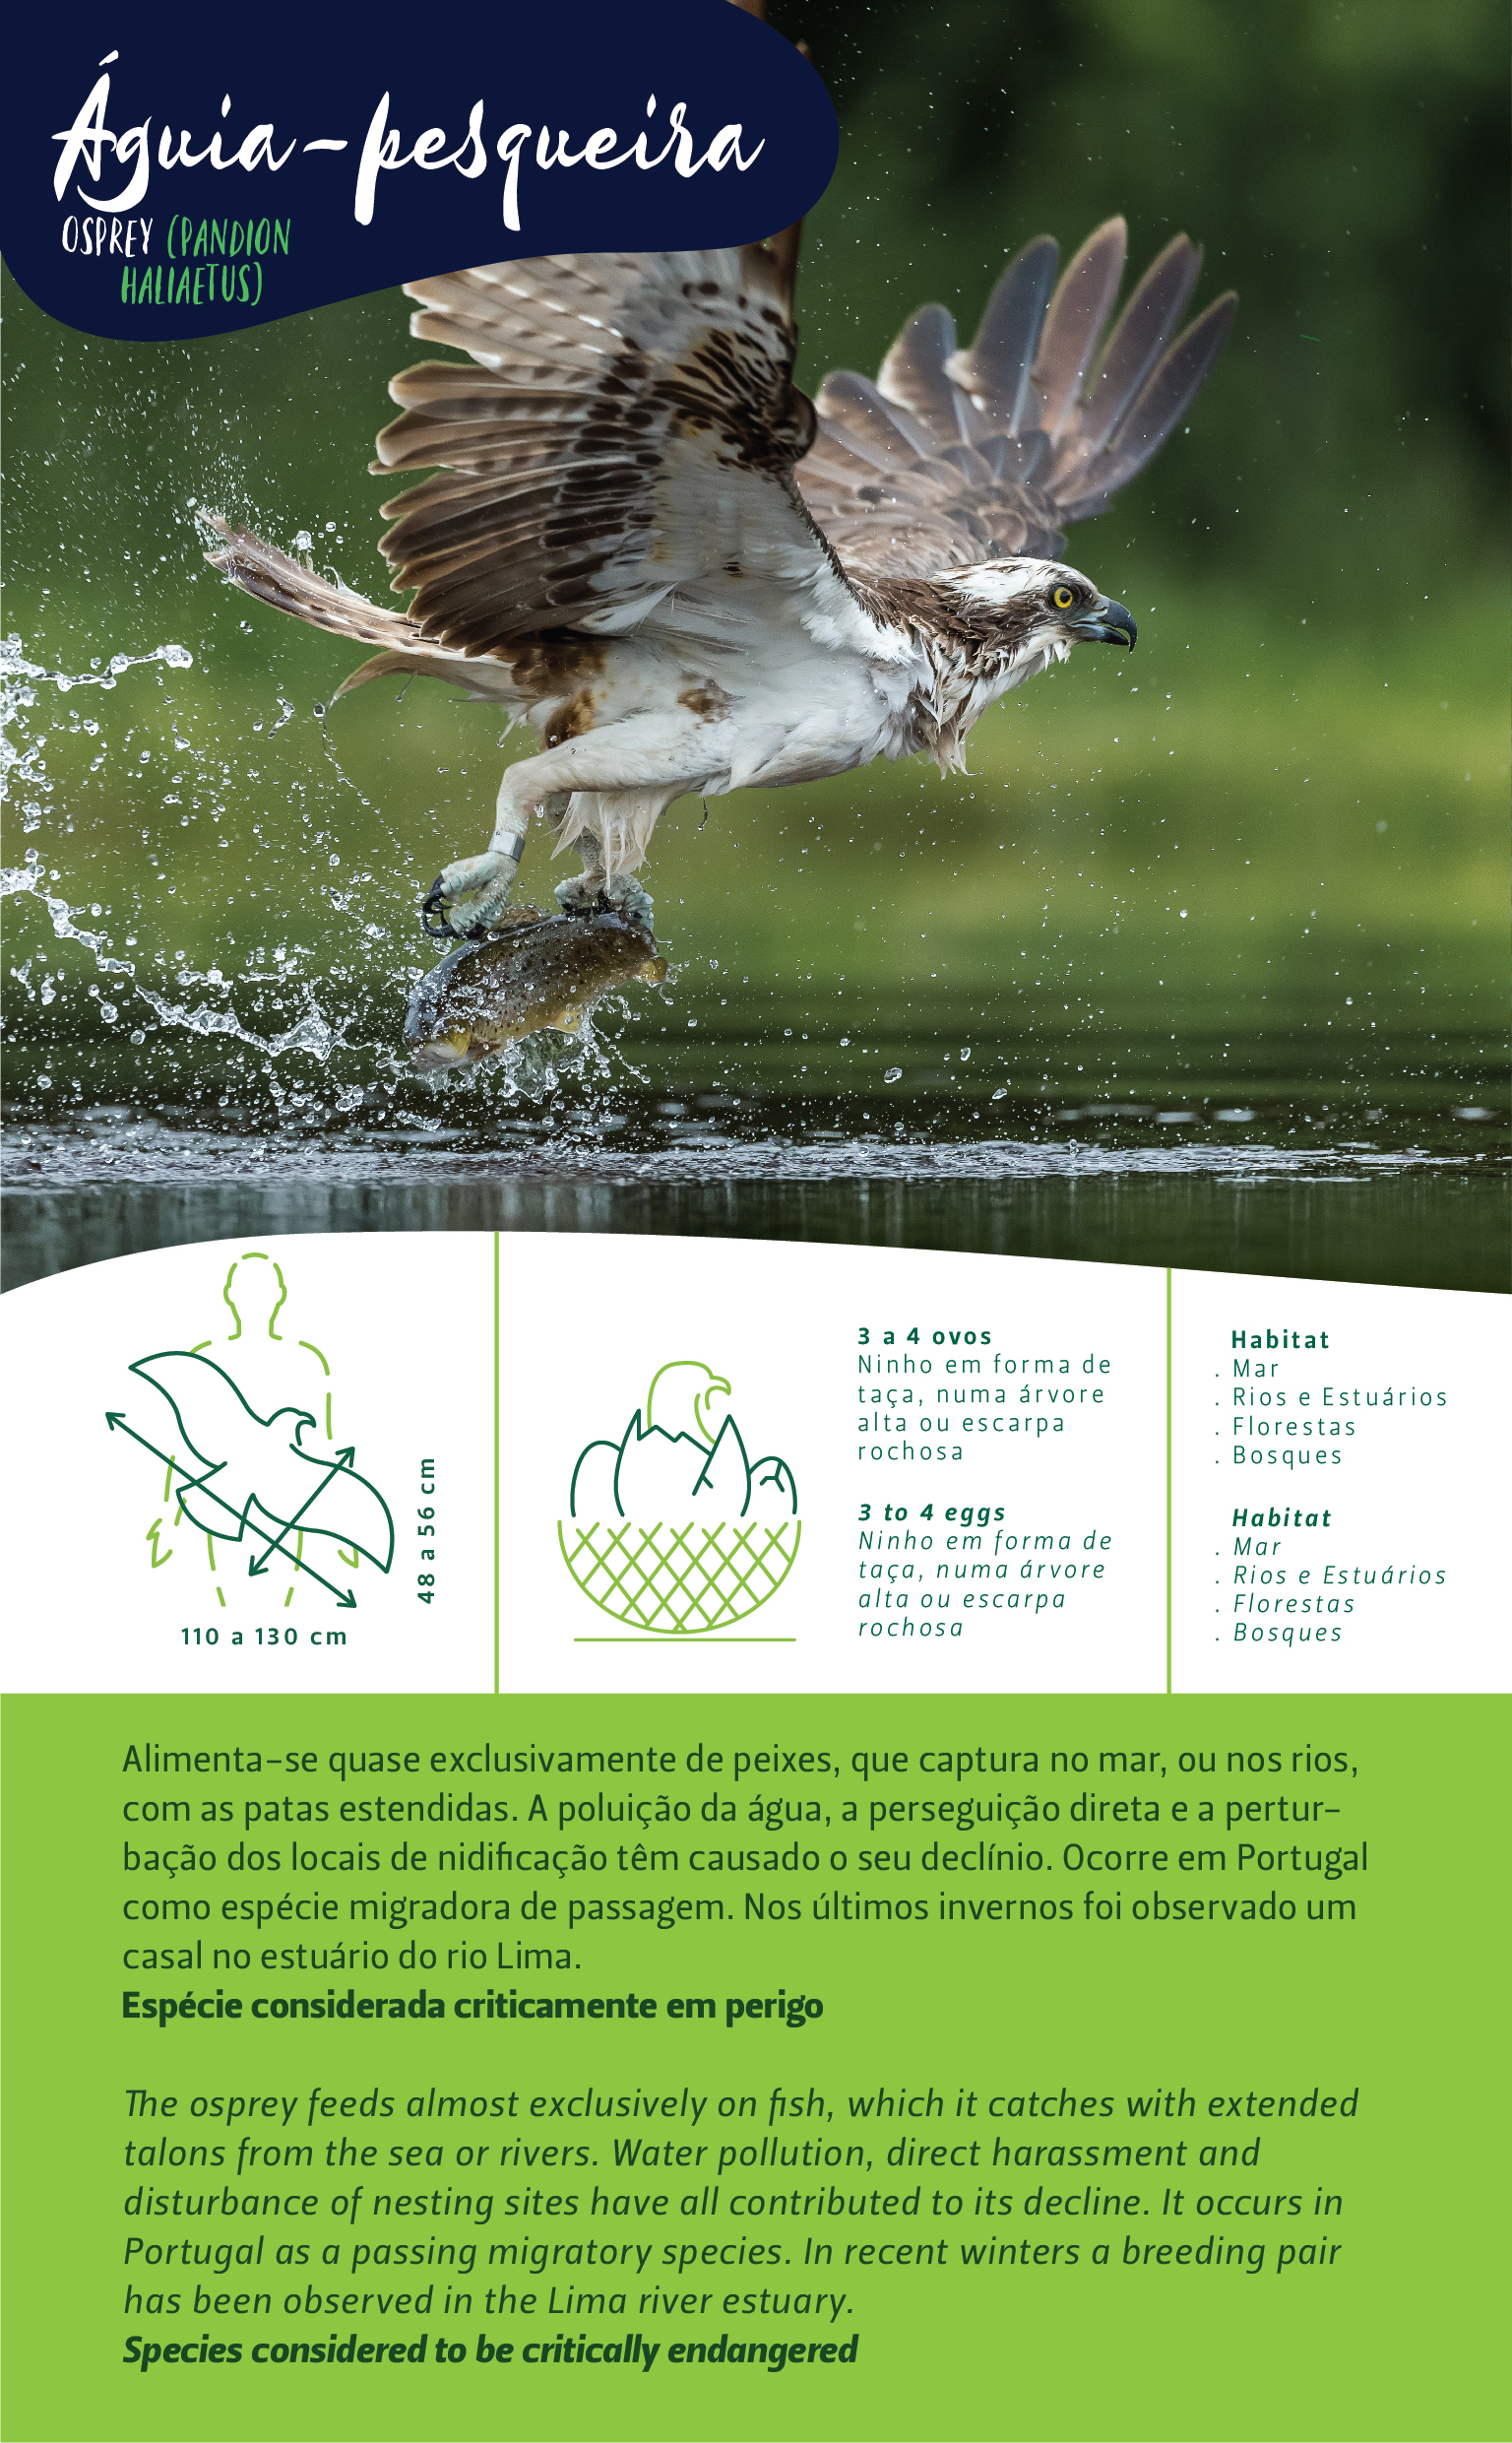 Águia-pesqueira
OSPREY (PANDION
HALIAETUS)
110 a 130 cm
48 a 56 cm
3 a 4 ovos
Ninho em forma de
taça, numa árvore
alta ou escarpa
rochosa
3 to 4 eggs
Ninho em forma de
taça, numa árvore
alta ou escarpa
rochosa
Habitat
. Mar
. Rios e Estuários
. Florestas
. Bosques
Habitat
. Mar
. Rios e Estuários
. Florestas
. Bosques
Alimenta-se quase exclusivamente de peixes, que captura no mar, ou nos rios,
com as patas estendidas. A poluição da água, a perseguição direta e a pertur-
bação dos locais de nidificação têm causado o seu declínio. Ocorre em Portugal
como espécie migradora de passagem. Nos últimos invernos foi observado um
casal no estuário do rio Lima.
Espécie considerada criticamente em perigo
The osprey feeds almost exclusively on fish, which it catches with extended
talons from the sea or rivers. Water pollution, direct harassment and
disturbance of nesting sites have all contributed to its decline. It occurs in
Portugal as a passing migratory species. In recent winters a breeding pair
has been observed in the Lima river estuary.
Species considered to be critically endangered